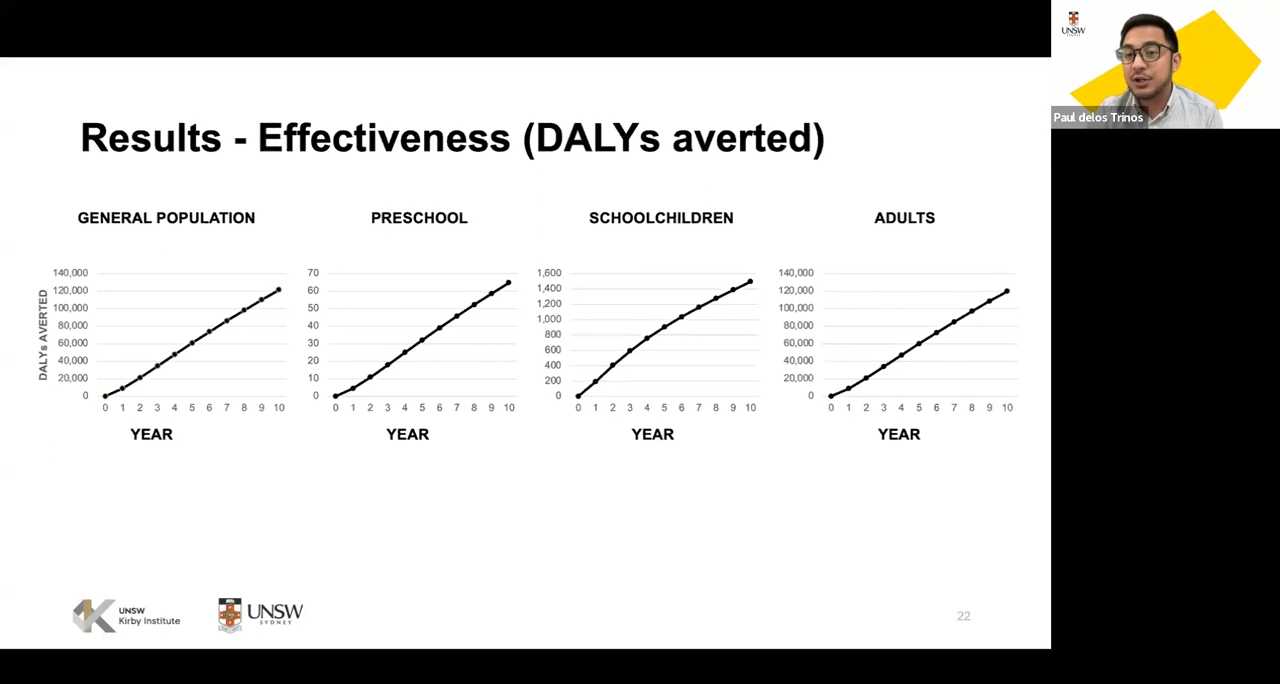 UNSW
SYDNEY
Paul delos Trinos
Results - Effectiveness (DALYs averted)
GENERAL POPULATION
DALYs AVERTED
140,000
120,000
100,000
80,000
60,000
40,000
20,000
0
0 1 2 3 4 5 6 7 8 9 10
YEAR
PRESCHOOL
70
60
50
40
30
20
10
0
0 1 2 3 4 5 6 7 8 9 10
YEAR
SCHOOLCHILDREN
1,600
1,400
1,200
1,000
800
600
400
200
0
0 1 2 3 4 5 6 7 8 9 10
YEAR
ADULTS
140,000
120,000
100,000
80,000
60,000
40,000
20,000
0
0 1 2 3 4 5 6 7 8 9 10
YEAR
UNSW
Kirby Institute
UNSW
SYDNEY
22